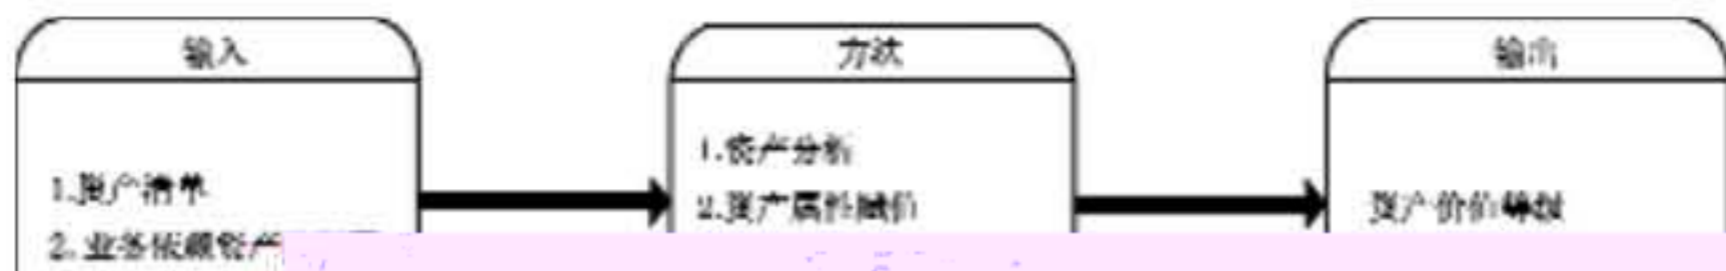 输入
1.资产清单
2.业务依赖资产
方法
1.资产分析
2.资产属性赋值
输出
资产价值等级